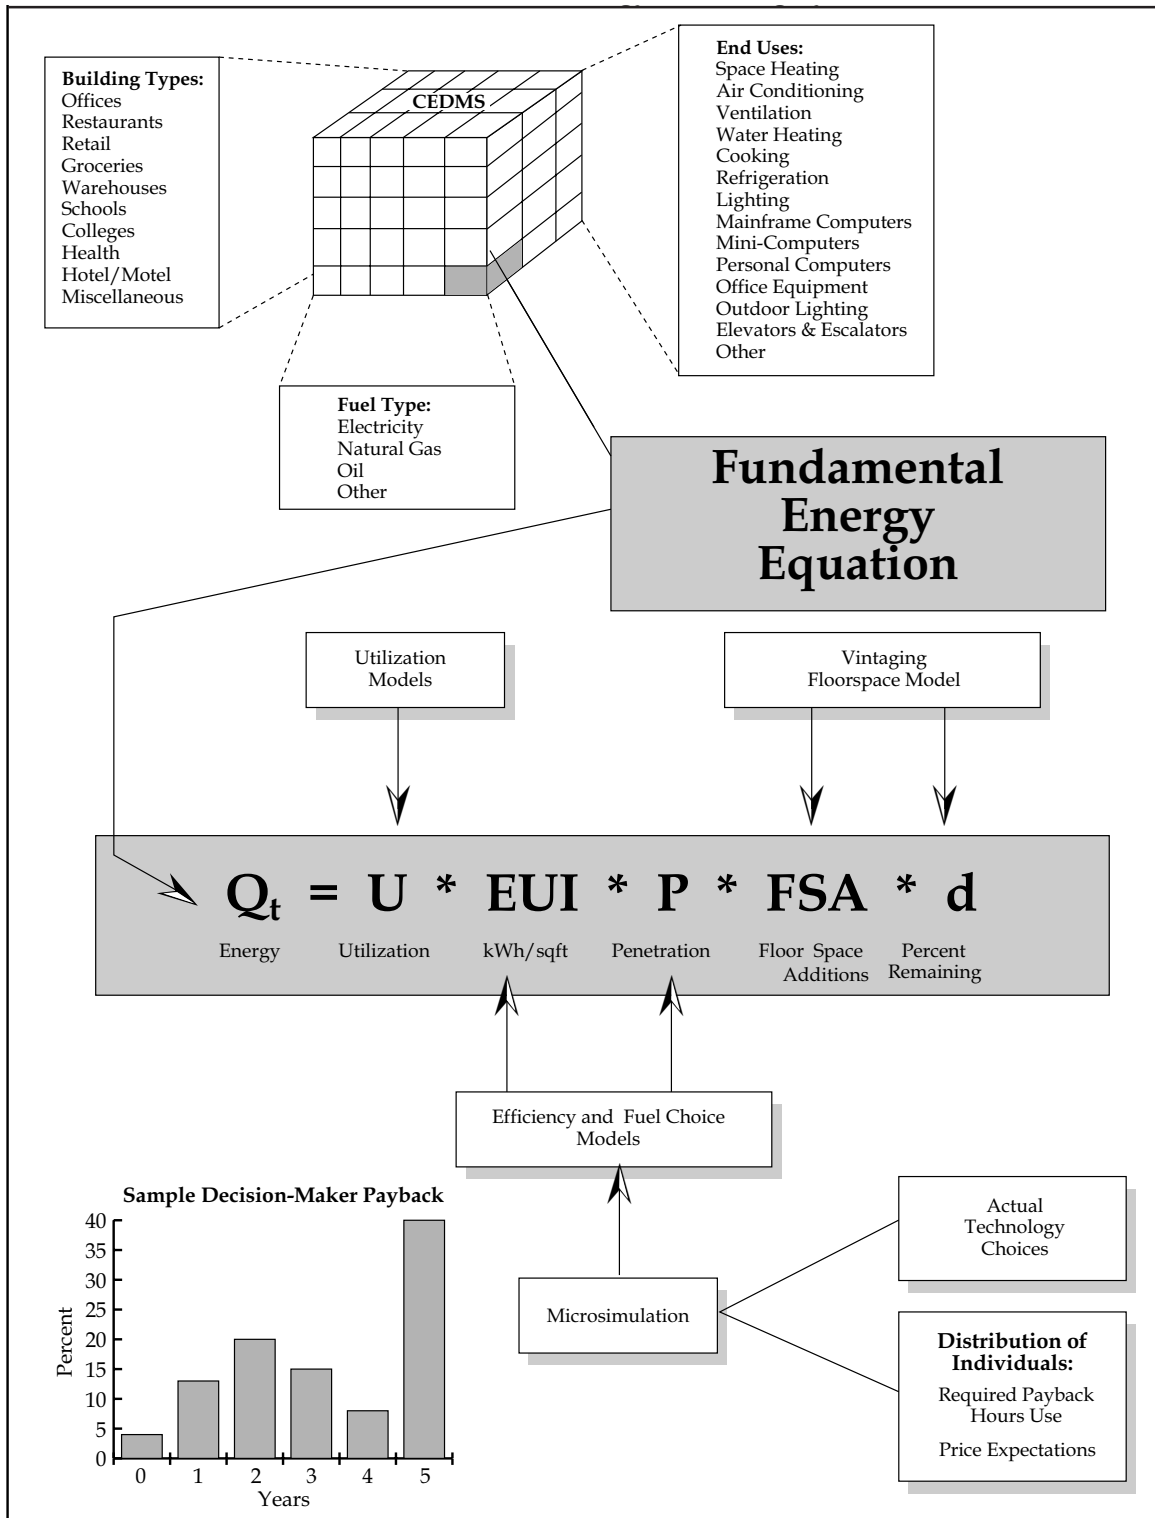 Building Types:
Offices
Restaurants
Retail
Groceries
Warehouses
Schools
Colleges
Health
Hotel/Motel
Miscellaneous
CEDMS
End Uses:
Space Heating
Air Conditioning
Ventilation
Water Heating
Cooking
Refrigeration
Lighting
Mainframe Computers
Mini-Computers
Personal Computers
Office Equipment
Outdoor Lighting
Elevators & Escalators
Other
Fuel Type:
Electricity
Natural Gas
Oil
Other
Fundamental
Energy
Equation
Utilization
Models
Vintaging
Floorspace Model
Qt = U * EUI * P * FSA * d
Energy Utilization kWh/sqft Penetration Floor Space Percent
Additions Remaining
Efficiency and Fuel Choice
Models
Sample Decision-Maker Payback
40
35
30
25
20
15
10
5
0
Percent
0 1 2 3 4 5
Years
Microsimulation
Actual
Technology
Choices
Distribution of
Individuals:
Required Payback
Hours Use
Price Expectations